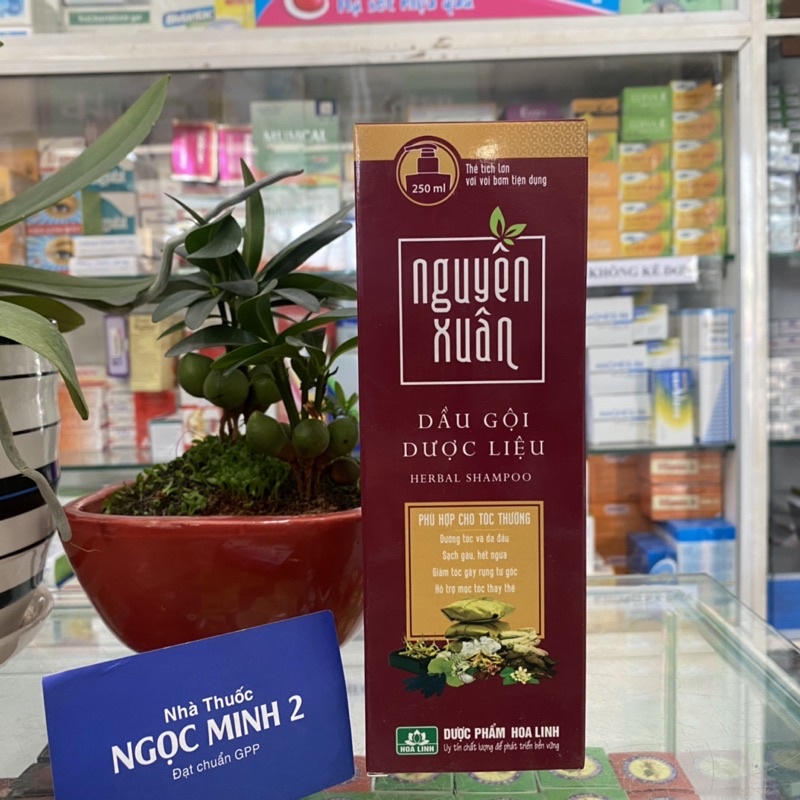 MUMCAL
KHÔNG KÊ ĐƠN
250 ml
Thể tích lớn
với vòi bơm tiện dụng
nguyên
xuân
DẦU GỘI
DƯỢC LIỆU
HERBAL SHAMPOO
PHÙ HỢP CHO TÓC THƯỜNG
Dưỡng tóc và da đầu
Sạch gàu, hết ngứa
Giảm tóc gãy rụng từ gốc
Hỗ trợ mọc tóc thay thế
HOA LINH
DƯỢC PHẨM HOA LINH
Uy tín chất lượng để phát triển bền vững
Nhà Thuốc
NGỌC MINH 2
Đạt chuẩn GPP